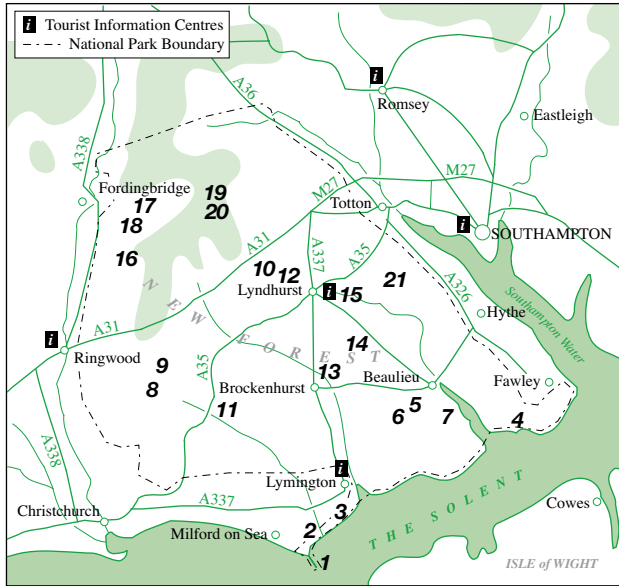 i Tourist Information Centres
National Park Boundary
A36
i
Romsey
Eastleigh
A338
M27
Fordingbridge
17
19
20
M27
Totton
18
i
SOUTHAMPTON
16
A31
10
12
A337
A35
21
A326
Lyndhurst
i
15
Hythe
Southampton Water
NEW FOREST
i
A31
Ringwood
9
8
A35
14
13
Brockenhurst
Beaulieu
Fawley
11
6
5
7
4
A338
i
Lymington
A337
3
Christchurch
Milford on Sea
2
1
THE SOLENT
Cowes
ISLE of WIGHT